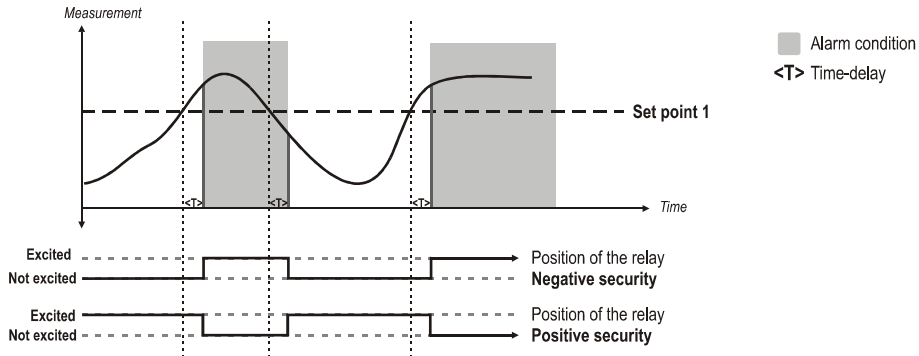 Measurement
Alarm condition
<T> Time-delay
Set point 1
<T>
<T>
<T>
Time
Excited
Position of the relay
Not excited
Negative security
Excited
Position of the relay
Not excited
Positive security